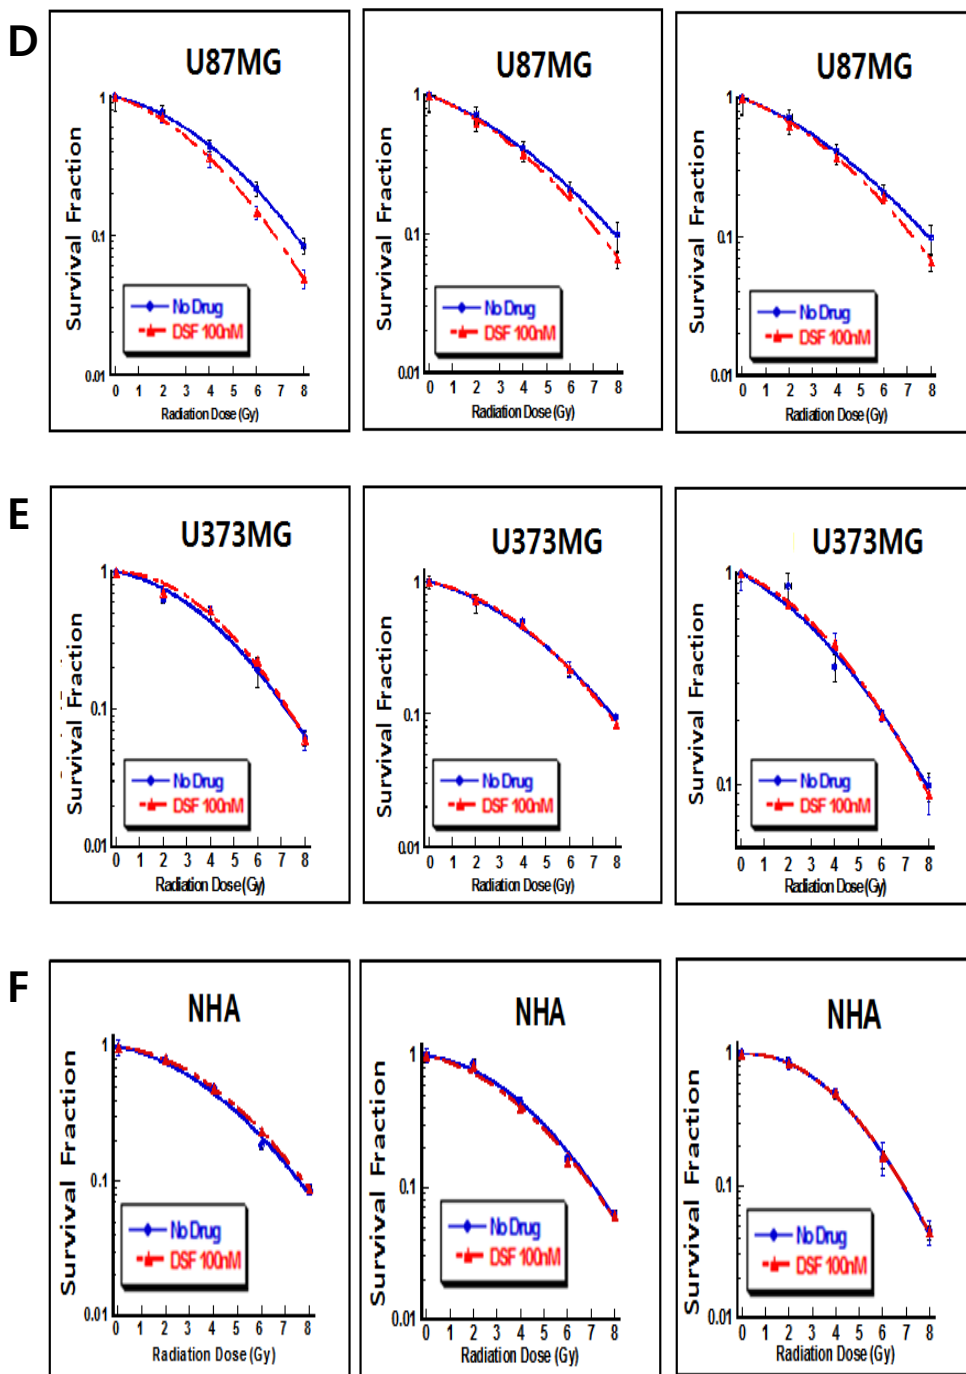 D
U87MG
1
0.1
0.01
Survival Fraction
No Drug
DSF 100nM
0 1 2 3 4 5 6 7 8
Radiation Dose (Gy)
U87MG
1
0.1
0.01
Survival Fraction
No Drug
DSF 100nM
0 1 2 3 4 5 6 7 8
Radiation Dose (Gy)
U87MG
1
0.1
0.01
Survival Fraction
No Drug
DSF 100nM
0 1 2 3 4 5 6 7 8
Radiation Dose (Gy)
E
U373MG
1
0.1
0.01
Survival Fraction
No Drug
DSF 100nM
0 1 2 3 4 5 6 7 8
Radiation Dose (Gy)
U373MG
1
0.1
0.01
Survival Fraction
No Drug
DSF 100nM
0 1 2 3 4 5 6 7 8
Radiation Dose (Gy)
U373MG
1
0.1
Survival Fraction
No Drug
DSF 100nM
0 1 2 3 4 5 6 7 8
Radiation Dose (Gy)
F
NHA
1
0.1
0.01
Survival Fraction
No Drug
DSF 100nM
0 1 2 3 4 5 6 7 8
Radiation Dose (Gy)
NHA
1
0.1
0.01
Survival Fraction
No Drug
DSF 100nM
0 1 2 3 4 5 6 7 8
Radiation Dose (Gy)
NHA
1
0.1
0.01
Survival Fraction
No Drug
DSF 100nM
0 1 2 3 4 5 6 7 8
Radiation Dose (Gy)